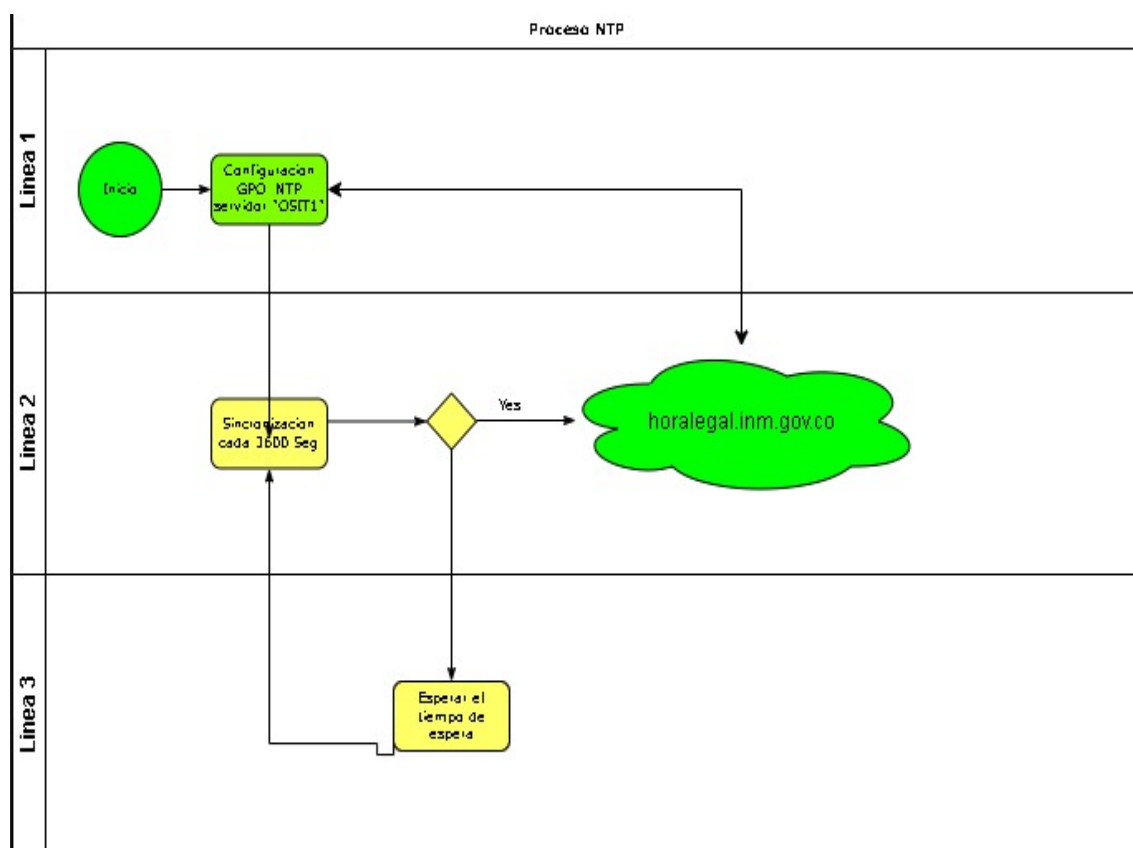 Proceso NTP
Linea 1
Inicio
Configuracion
GPO NTP
servidor "OSIT1"
Linea 2
Sincronizacion
cada 3600 Seg
Yes
horalegal.inm.gov.co
Linea 3
Esperar el
tiempo de
espera